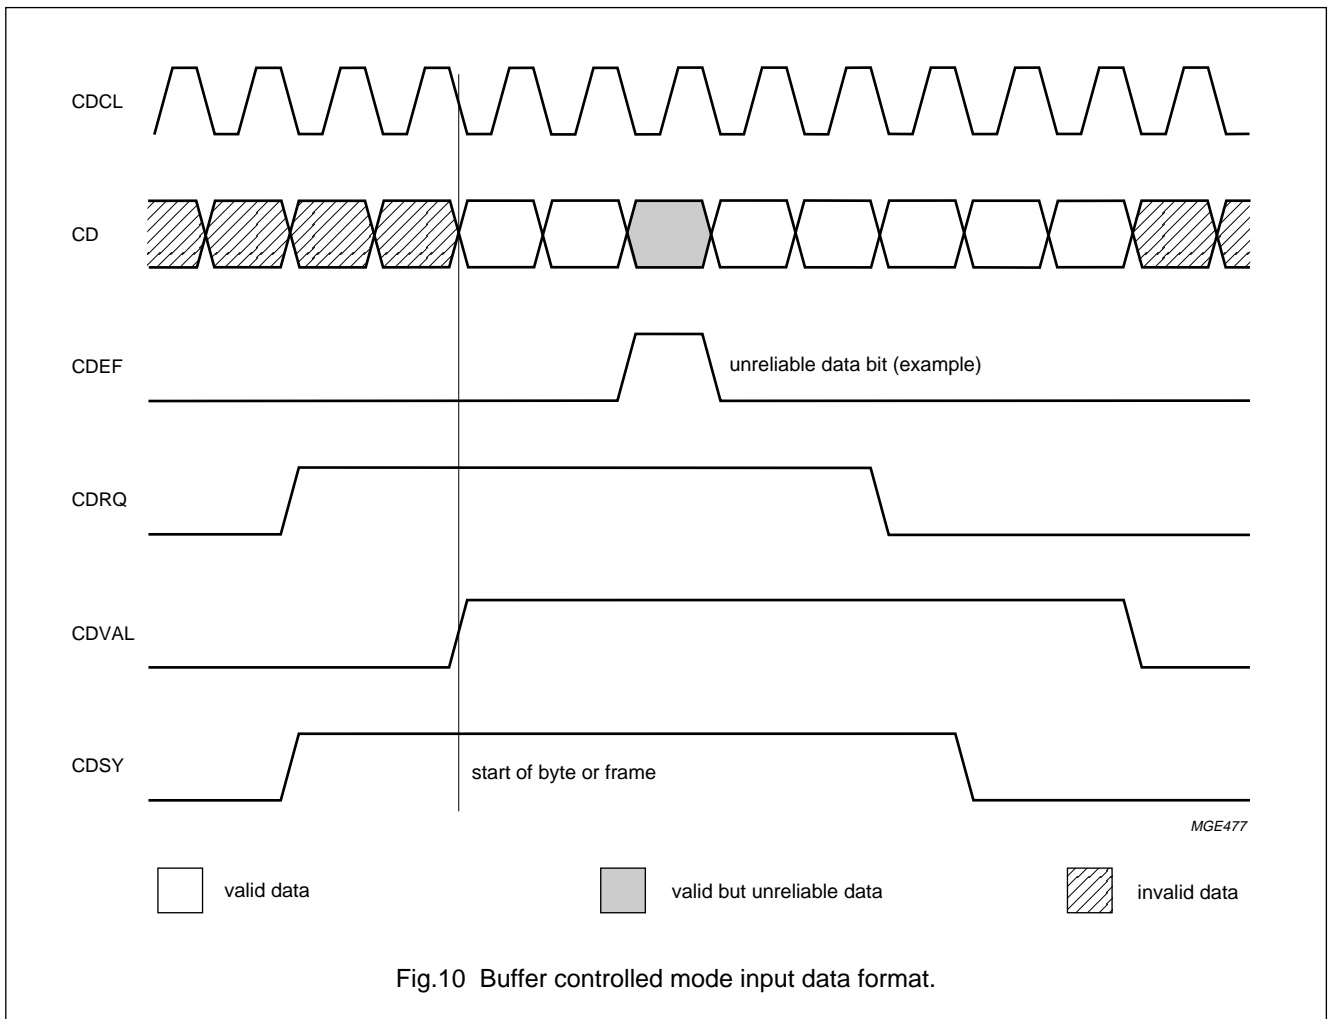 CDCL
CD
CDEF
unreliable data bit (example)
CDRQ
CDVAL
CDSY
start of byte or frame
MGE477
valid data
valid but unreliable data
invalid data
Fig.10 Buffer controlled mode input data format.